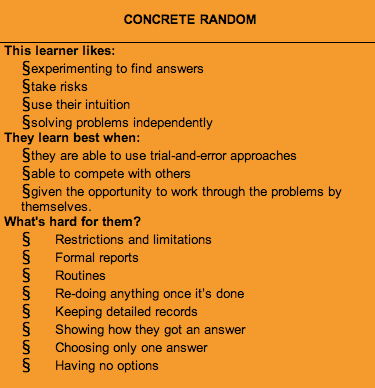 CONCRETE RANDOM
This learner likes:
§experimenting to find answers
§take risks
§use their intuition
§solving problems independently
They learn best when:
§they are able to use trial-and-error approaches
§able to compete with others
§given the opportunity to work through the problems by
themselves.
What's hard for them?
§ Restrictions and limitations
§ Formal reports
§ Routines
§ Re-doing anything once it’s done
§ Keeping detailed records
§ Showing how they got an answer
§ Choosing only one answer
§ Having no options